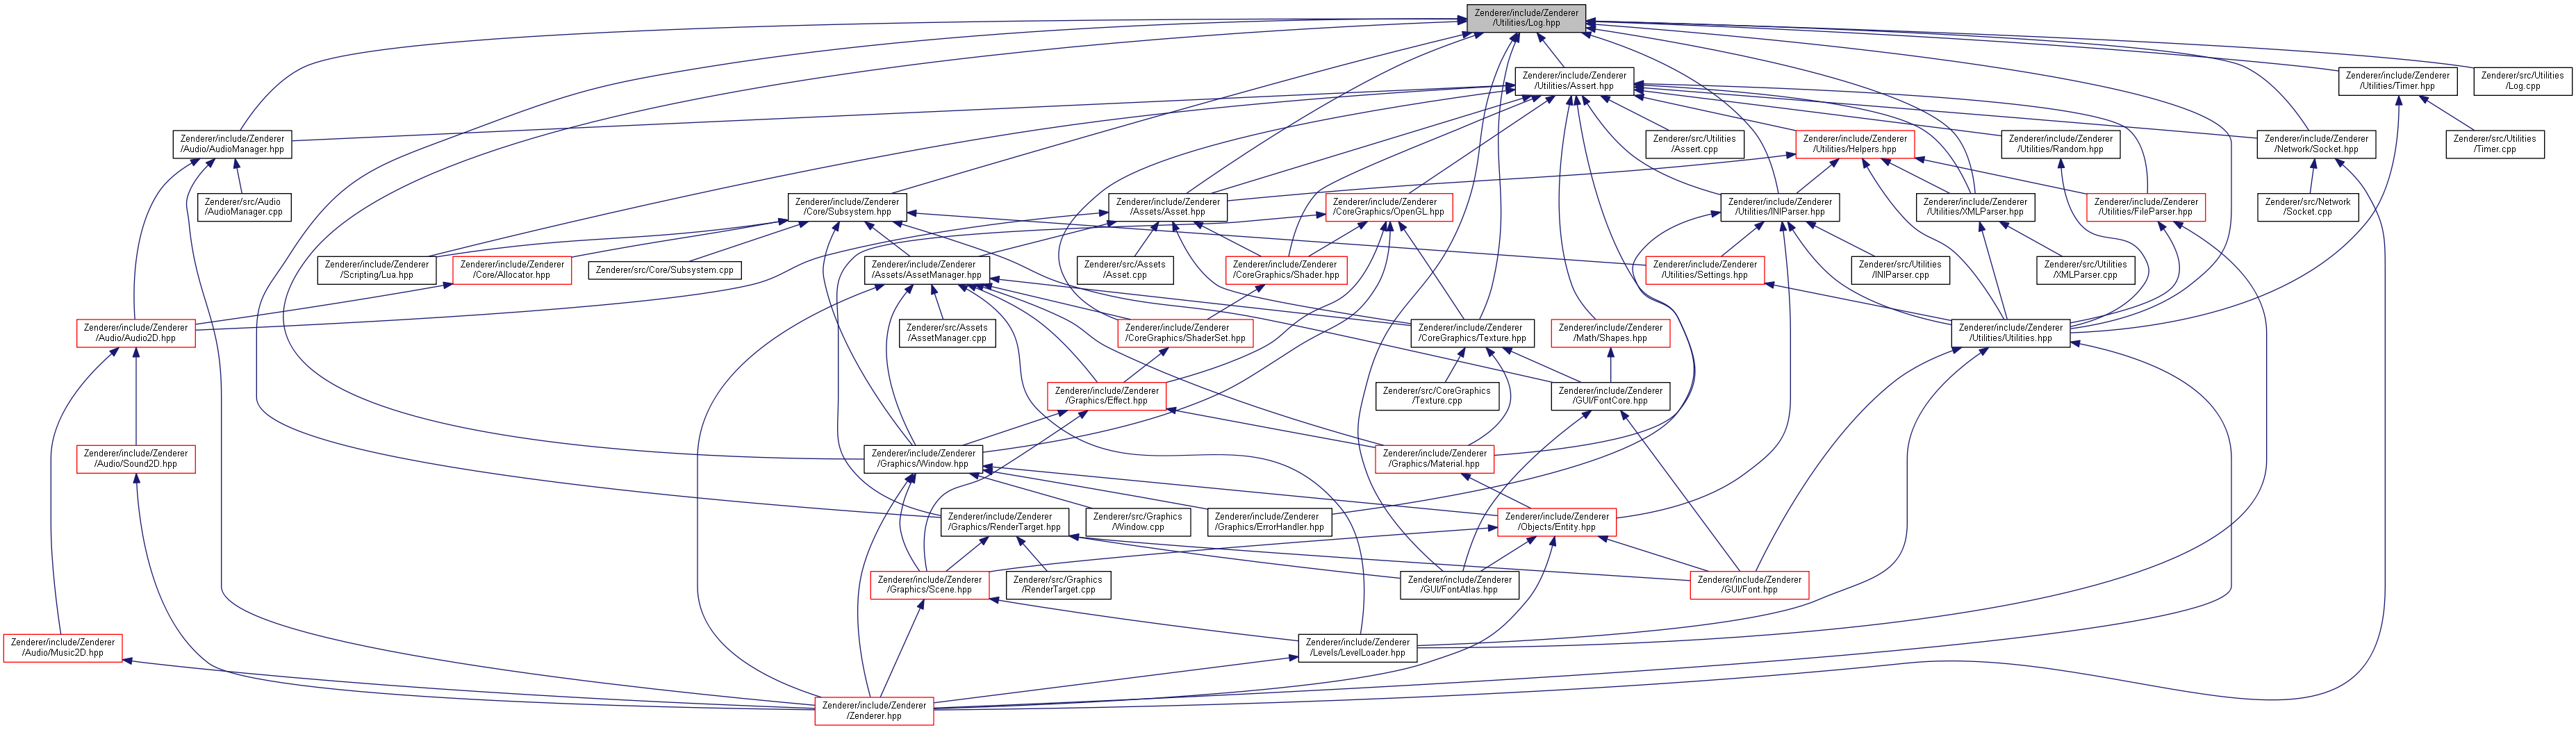 Zenderer/include/Zenderer
/Utilities/Log.hpp
Zenderer/include/Zenderer
/Utilities/Assert.hpp
Zenderer/include/Zenderer
/Utilities/Timer.hpp
Zenderer/src/Utilities
/Log.cpp
Zenderer/include/Zenderer
/Audio/AudioManager.hpp
Zenderer/src/Utilities
/Assert.cpp
Zenderer/include/Zenderer
/Utilities/Helpers.hpp
Zenderer/include/Zenderer
/Utilities/Random.hpp
Zenderer/include/Zenderer
/Network/Socket.hpp
Zenderer/src/Utilities
/Timer.cpp
Zenderer/src/Audio
/AudioManager.cpp
Zenderer/include/Zenderer
/Core/Subsystem.hpp
Zenderer/include/Zenderer
/Assets/Asset.hpp
Zenderer/include/Zenderer
/CoreGraphics/OpenGL.hpp
Zenderer/include/Zenderer
/Utilities/INIParser.hpp
Zenderer/include/Zenderer
/Utilities/XMLParser.hpp
Zenderer/include/Zenderer
/Utilities/FileParser.hpp
Zenderer/src/Network
/Socket.cpp
Zenderer/include/Zenderer
/Scripting/Lua.hpp
Zenderer/include/Zenderer
/Core/Allocator.hpp
Zenderer/src/Core/Subsystem.cpp
Zenderer/include/Zenderer
/Assets/AssetManager.hpp
Zenderer/src/Assets
/Asset.cpp
Zenderer/include/Zenderer
/CoreGraphics/Shader.hpp
Zenderer/include/Zenderer
/Utilities/Settings.hpp
Zenderer/src/Utilities
/INIParser.cpp
Zenderer/src/Utilities
/XMLParser.cpp
Zenderer/include/Zenderer
/Audio/Audio2D.hpp
Zenderer/src/Assets
/AssetManager.cpp
Zenderer/include/Zenderer
/CoreGraphics/ShaderSet.hpp
Zenderer/include/Zenderer
/CoreGraphics/Texture.hpp
Zenderer/include/Zenderer
/Math/Shapes.hpp
Zenderer/include/Zenderer
/Utilities/Utilities.hpp
Zenderer/include/Zenderer
/Graphics/Effect.hpp
Zenderer/src/CoreGraphics
/Texture.cpp
Zenderer/include/Zenderer
/GUI/FontCore.hpp
Zenderer/include/Zenderer
/Audio/Sound2D.hpp
Zenderer/include/Zenderer
/Graphics/Window.hpp
Zenderer/include/Zenderer
/Graphics/Material.hpp
Zenderer/include/Zenderer
/Graphics/RenderTarget.hpp
Zenderer/src/Graphics
/Window.cpp
Zenderer/include/Zenderer
/Graphics/ErrorHandler.hpp
Zenderer/include/Zenderer
/Objects/Entity.hpp
Zenderer/include/Zenderer
/Graphics/Scene.hpp
Zenderer/src/Graphics
/RenderTarget.cpp
Zenderer/include/Zenderer
/GUI/FontAtlas.hpp
Zenderer/include/Zenderer
/GUI/Font.hpp
Zenderer/include/Zenderer
/Audio/Music2D.hpp
Zenderer/include/Zenderer
/Levels/LevelLoader.hpp
Zenderer/include/Zenderer
/Zenderer.hpp